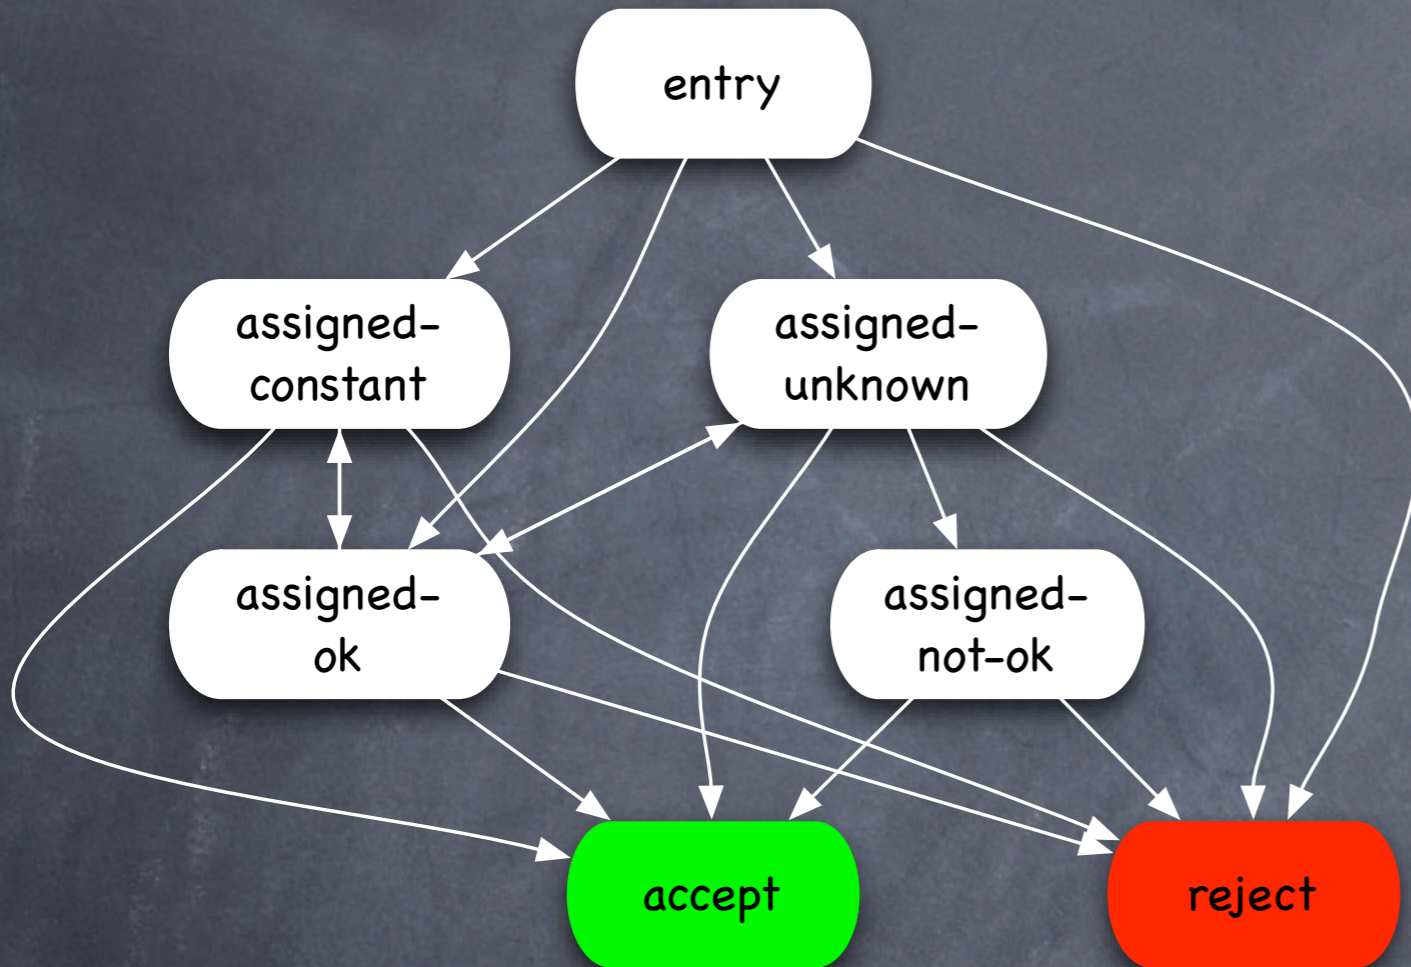 entry
assigned-
constant
assigned-
unknown
assigned-
ok
assigned-
not-ok
accept
reject